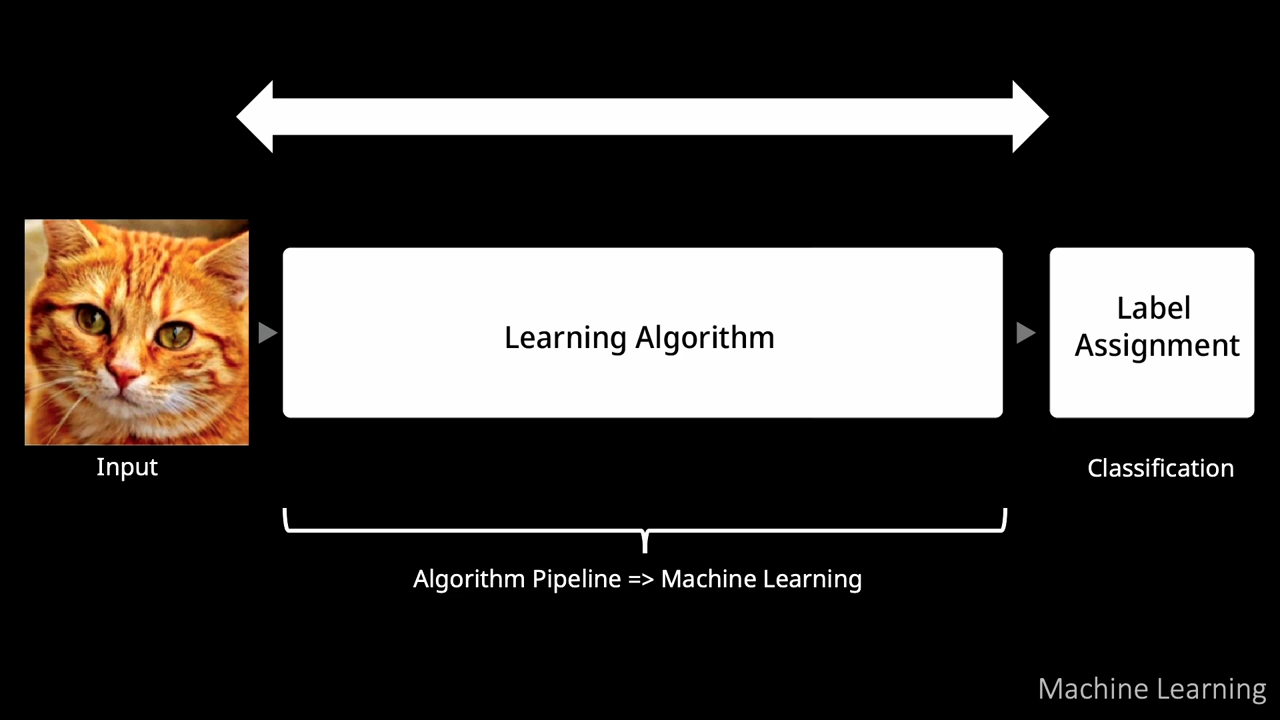 Learning Algorithm
Label
Assignment
Input
Classification
Algorithm Pipeline => Machine Learning
Machine Learning